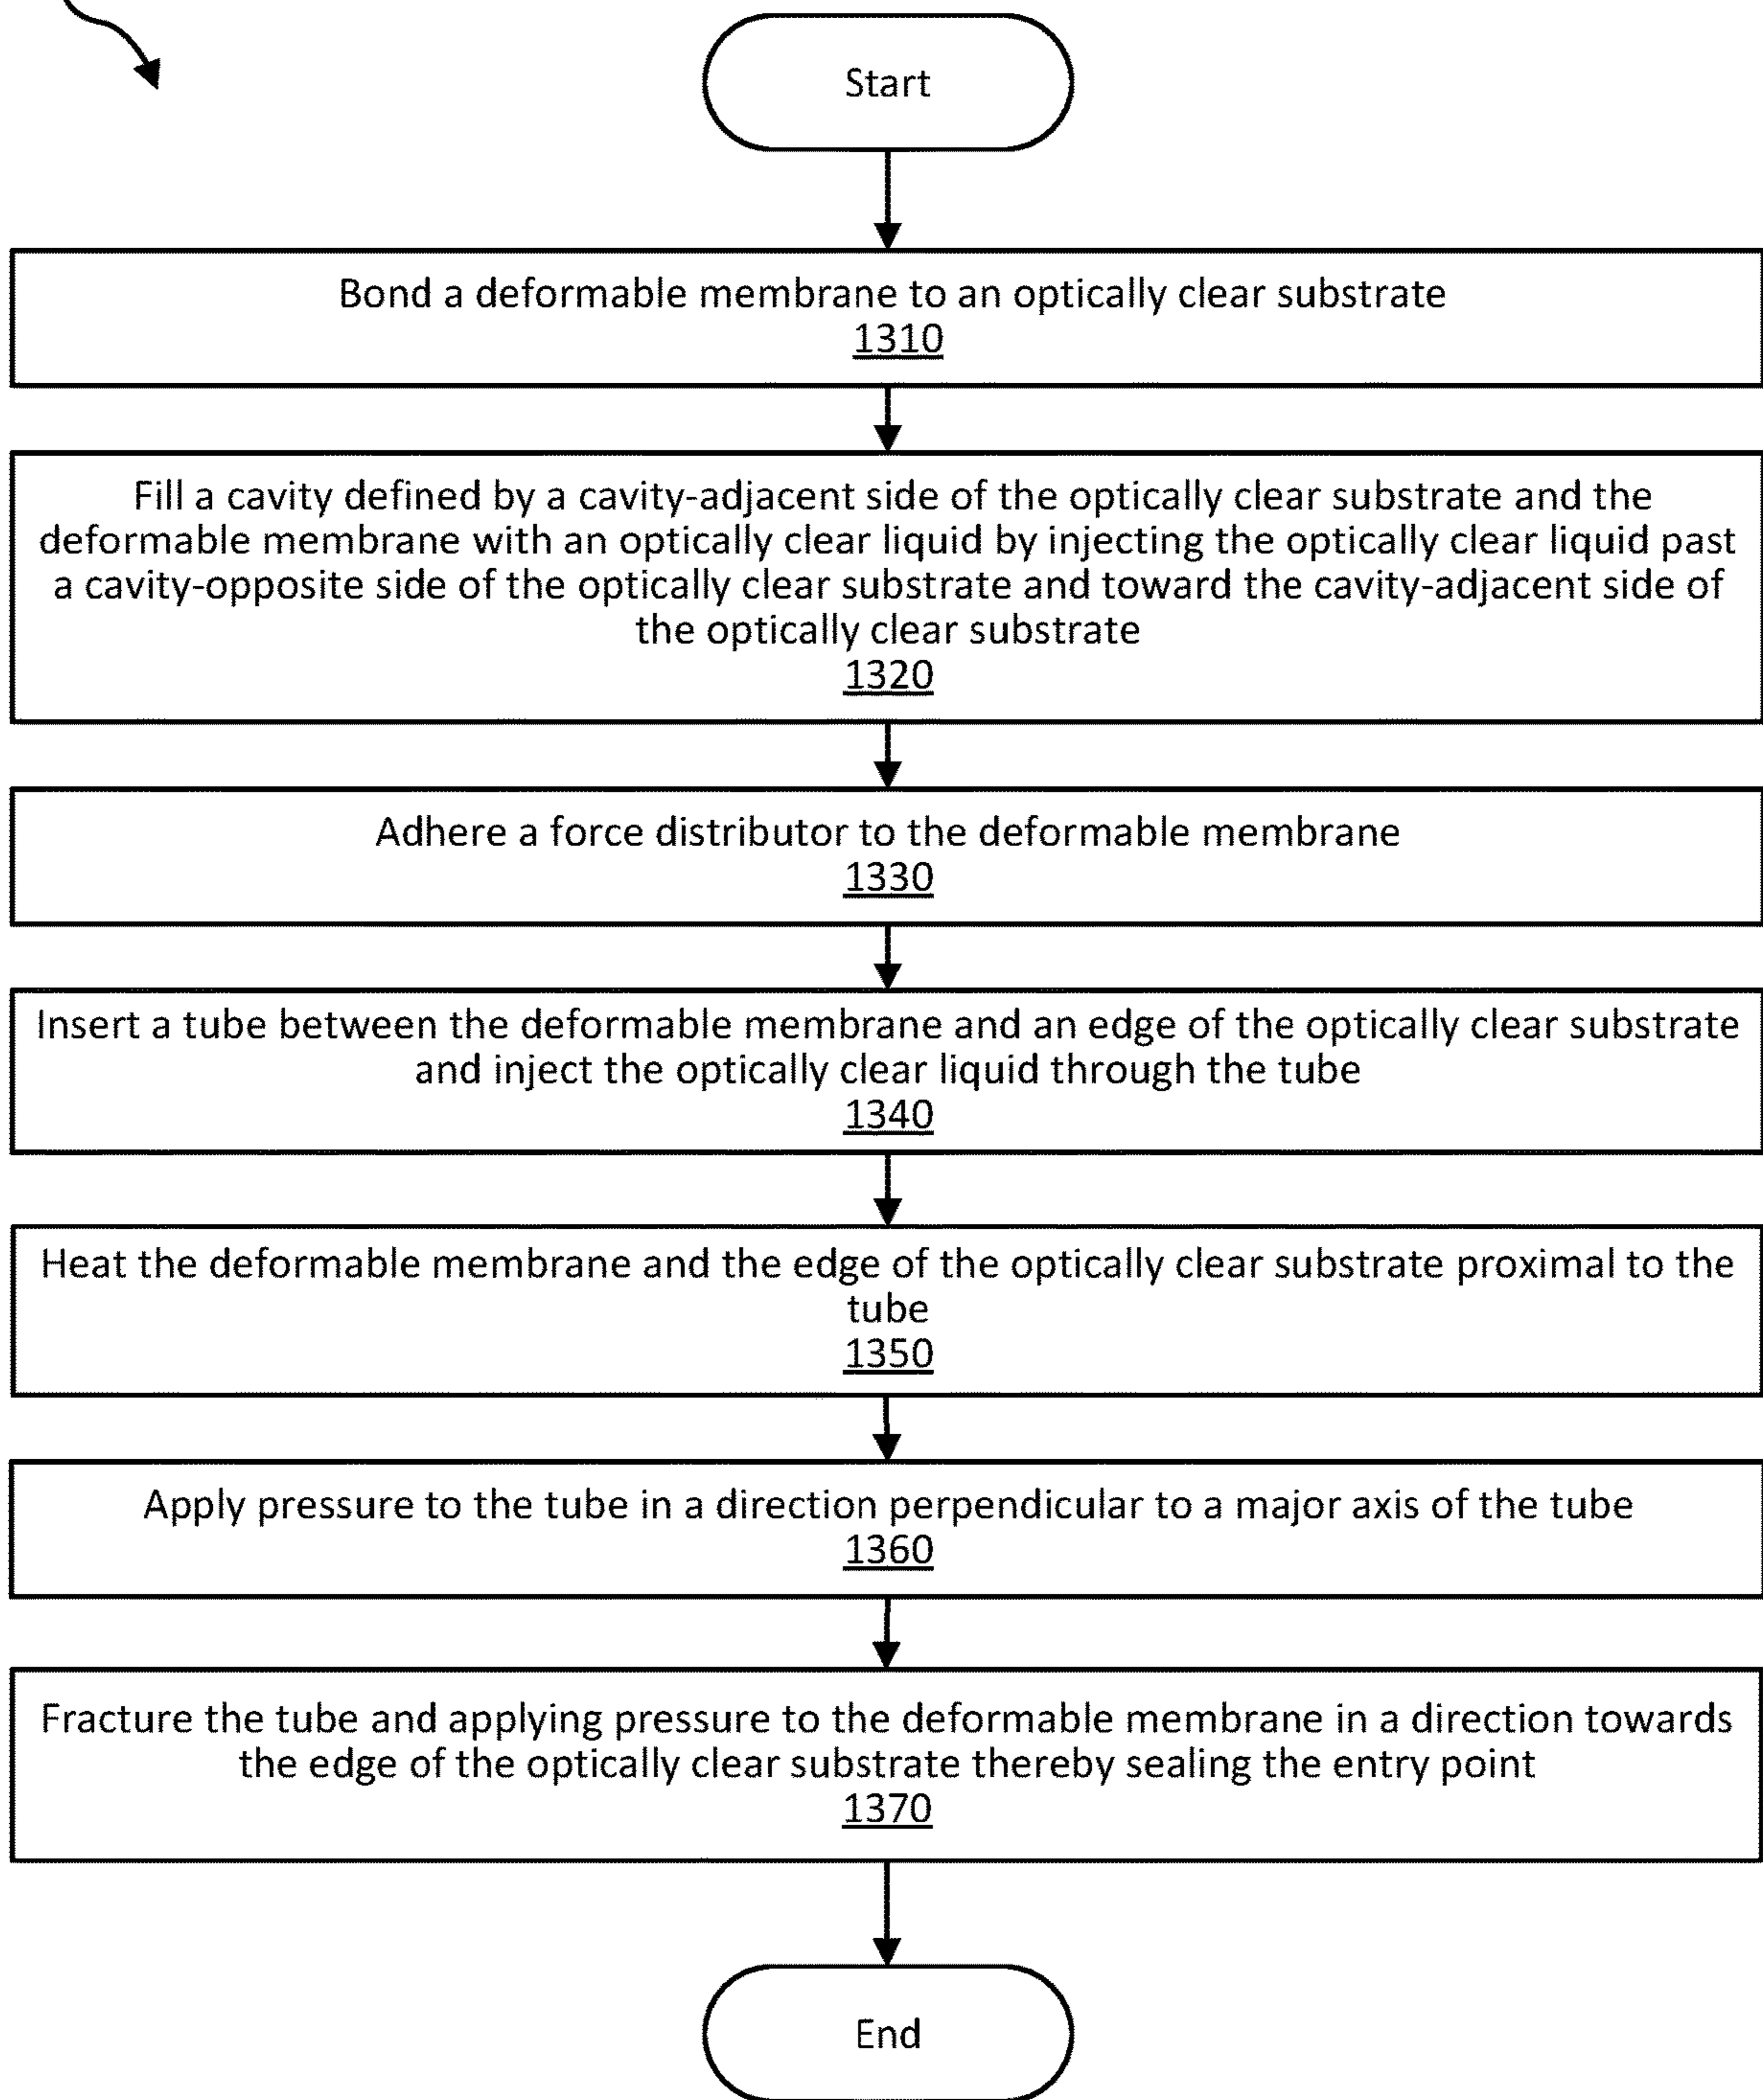 Start
Bond a deformable membrane to an optically clear substrate
1310
Fill a cavity defined by a cavity-adjacent side of the optically clear substrate and the
deformable membrane with an optically clear liquid by injecting the optically clear liquid past
a cavity-opposite side of the optically clear substrate and toward the cavity-adjacent side of
the optically clear substrate
1320
Adhere a force distributor to the deformable membrane
1330
Insert a tube between the deformable membrane and an edge of the optically clear substrate
and inject the optically clear liquid through the tube
1340
Heat the deformable membrane and the edge of the optically clear substrate proximal to the
tube
1350
Apply pressure to the tube in a direction perpendicular to a major axis of the tube
1360
Fracture the tube and applying pressure to the deformable membrane in a direction towards
the edge of the optically clear substrate thereby sealing the entry point
1370
End